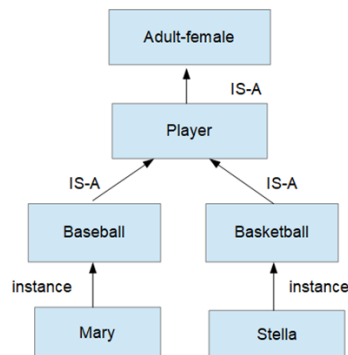 Adult-female
IS-A
Player
IS-A
IS-A
Baseball
Basketball
instance
instance
Mary
Stella